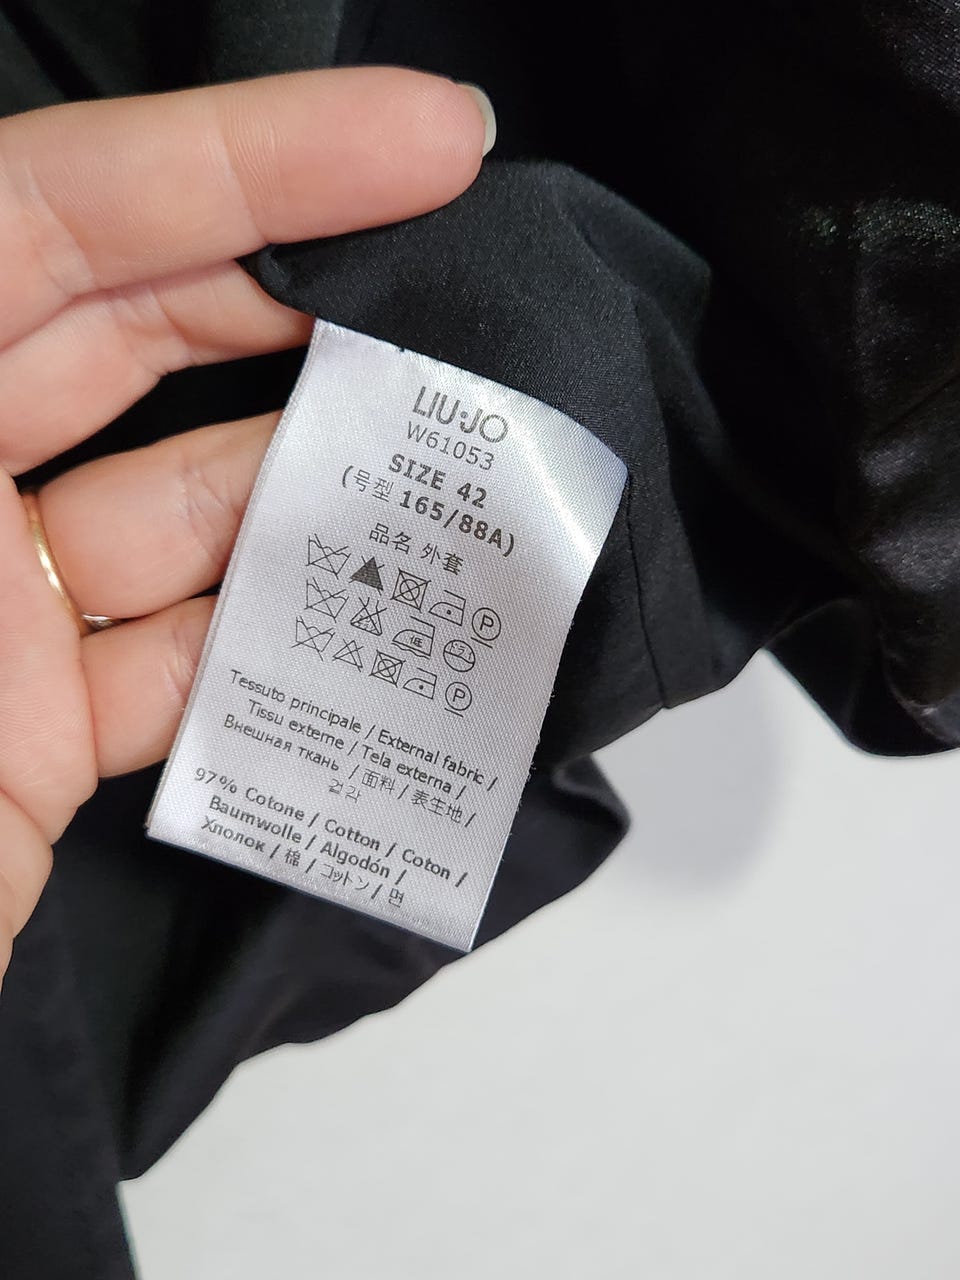 LIU·JO
W61053
SIZE 42
(号型 165/88A)
品名 外套
P
低
P
Tessuto principale / External fabric /
Tissu externe / Tela externa /
Внешная ткань / 面料 / 表生地 /
겉감
97% Cotone / Cotton / Coton /
Baumwolle / Algodón /
Хлопок / 棉 / コットン / 면